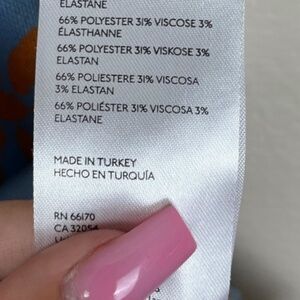 ELASTANE
66% POLYESTER 31% VISCOSE 3%
ÉLASTHANNE
66% POLYESTER 31% VISKOSE 3%
ELASTAN
66% POLIESTERE 31% VISCOSA
3% ELASTAN
66% POLIÉSTER 31% VISCOSA 3%
ELASTANE
MADE IN TURKEY
HECHO EN TURQUÍA
RN 66170
CA 32054